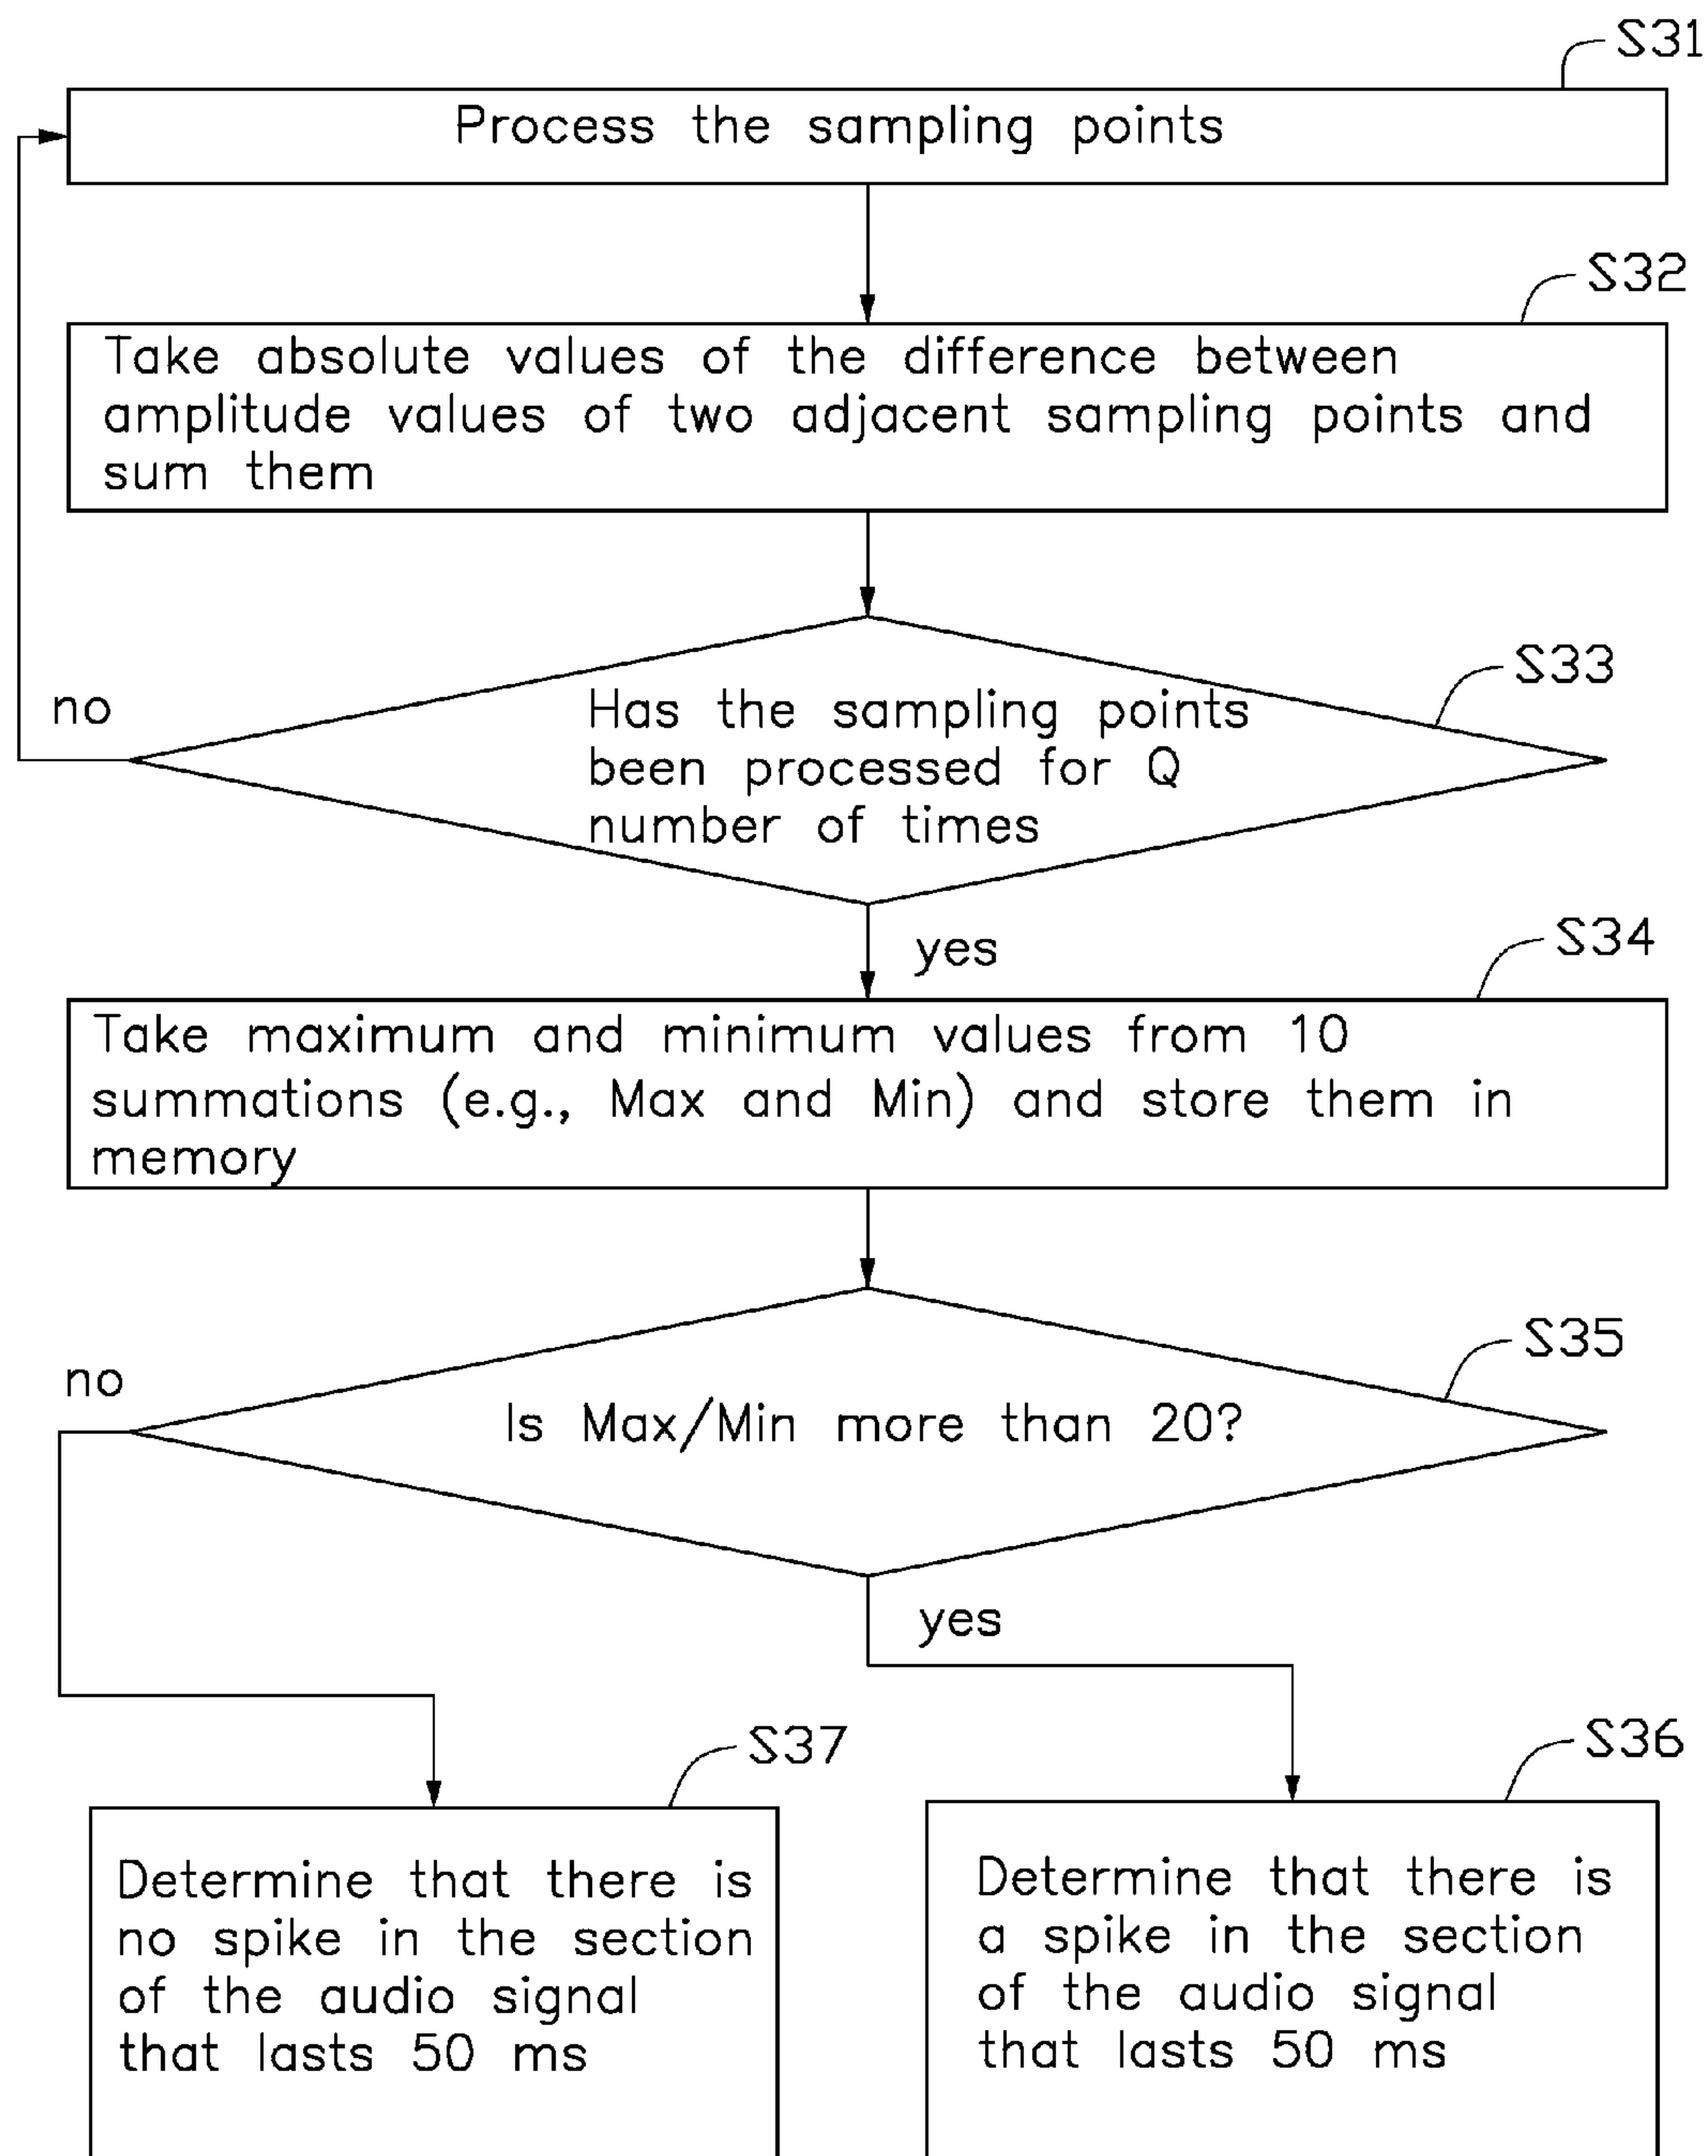 S31
Process the sampling points
S32
Take absolute values of the difference between
amplitude values of two adjacent sampling points and
sum them
S33
no
Has the sampling points
been processed for Q
number of times
yes
S34
Take maximum and minimum values from 10
summations (e.g., Max and Min) and store them in
memory
S35
no
Is Max/Min more than 20?
yes
S37
S36
Determine that there is
no spike in the section
of the audio signal
that lasts 50 ms
Determine that there is
a spike in the section
of the audio signal
that lasts 50 ms